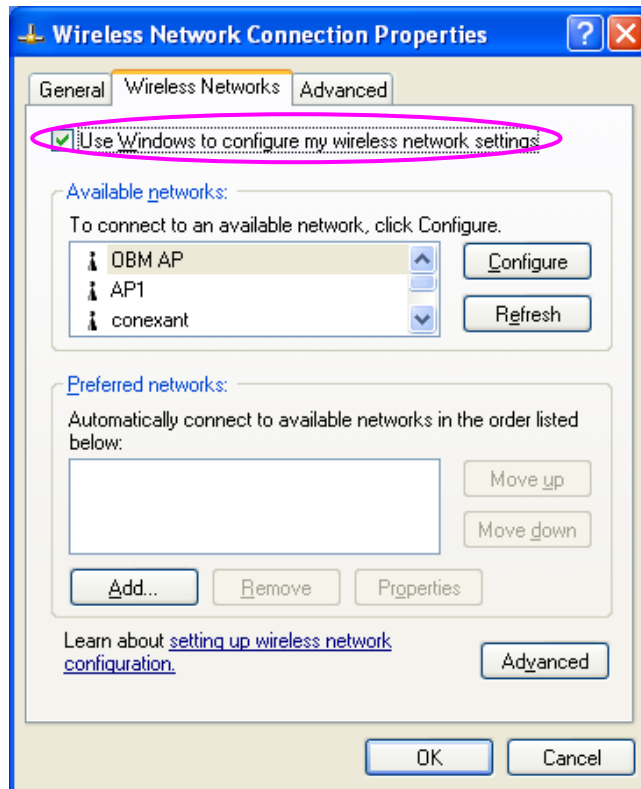 Wireless Network Connection Properties
General
Wireless Networks
Advanced
Use Windows to configure my wireless network settings
Available networks:
To connect to an available network, click Configure.
OBM AP
AP1
conexant
Configure
Refresh
Preferred networks:
Automatically connect to available networks in the order listed
below:
Move up
Move down
Add...
Remove
Properties
Learn about setting up wireless network
configuration.
Advanced
OK
Cancel